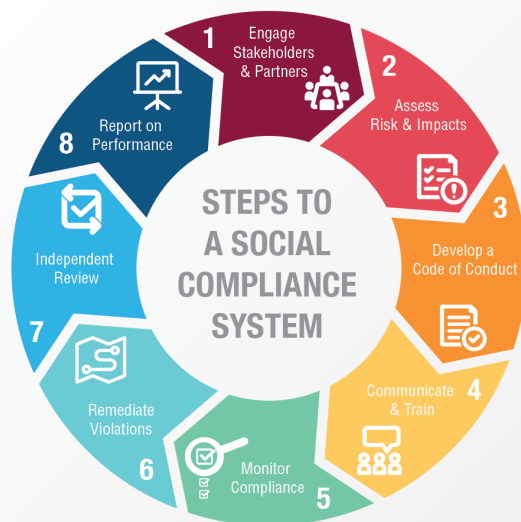 STEPS TO
A SOCIAL
COMPLIANCE
SYSTEM
1
Engage
Stakeholders
& Partners
2
Assess
Risk & Impacts
3
Develop a
Code of Conduct
4
Communicate
& Train
5
Monitor
Compliance
6
Remediate
Violations
7
Independent
Review
8
Report on
Performance